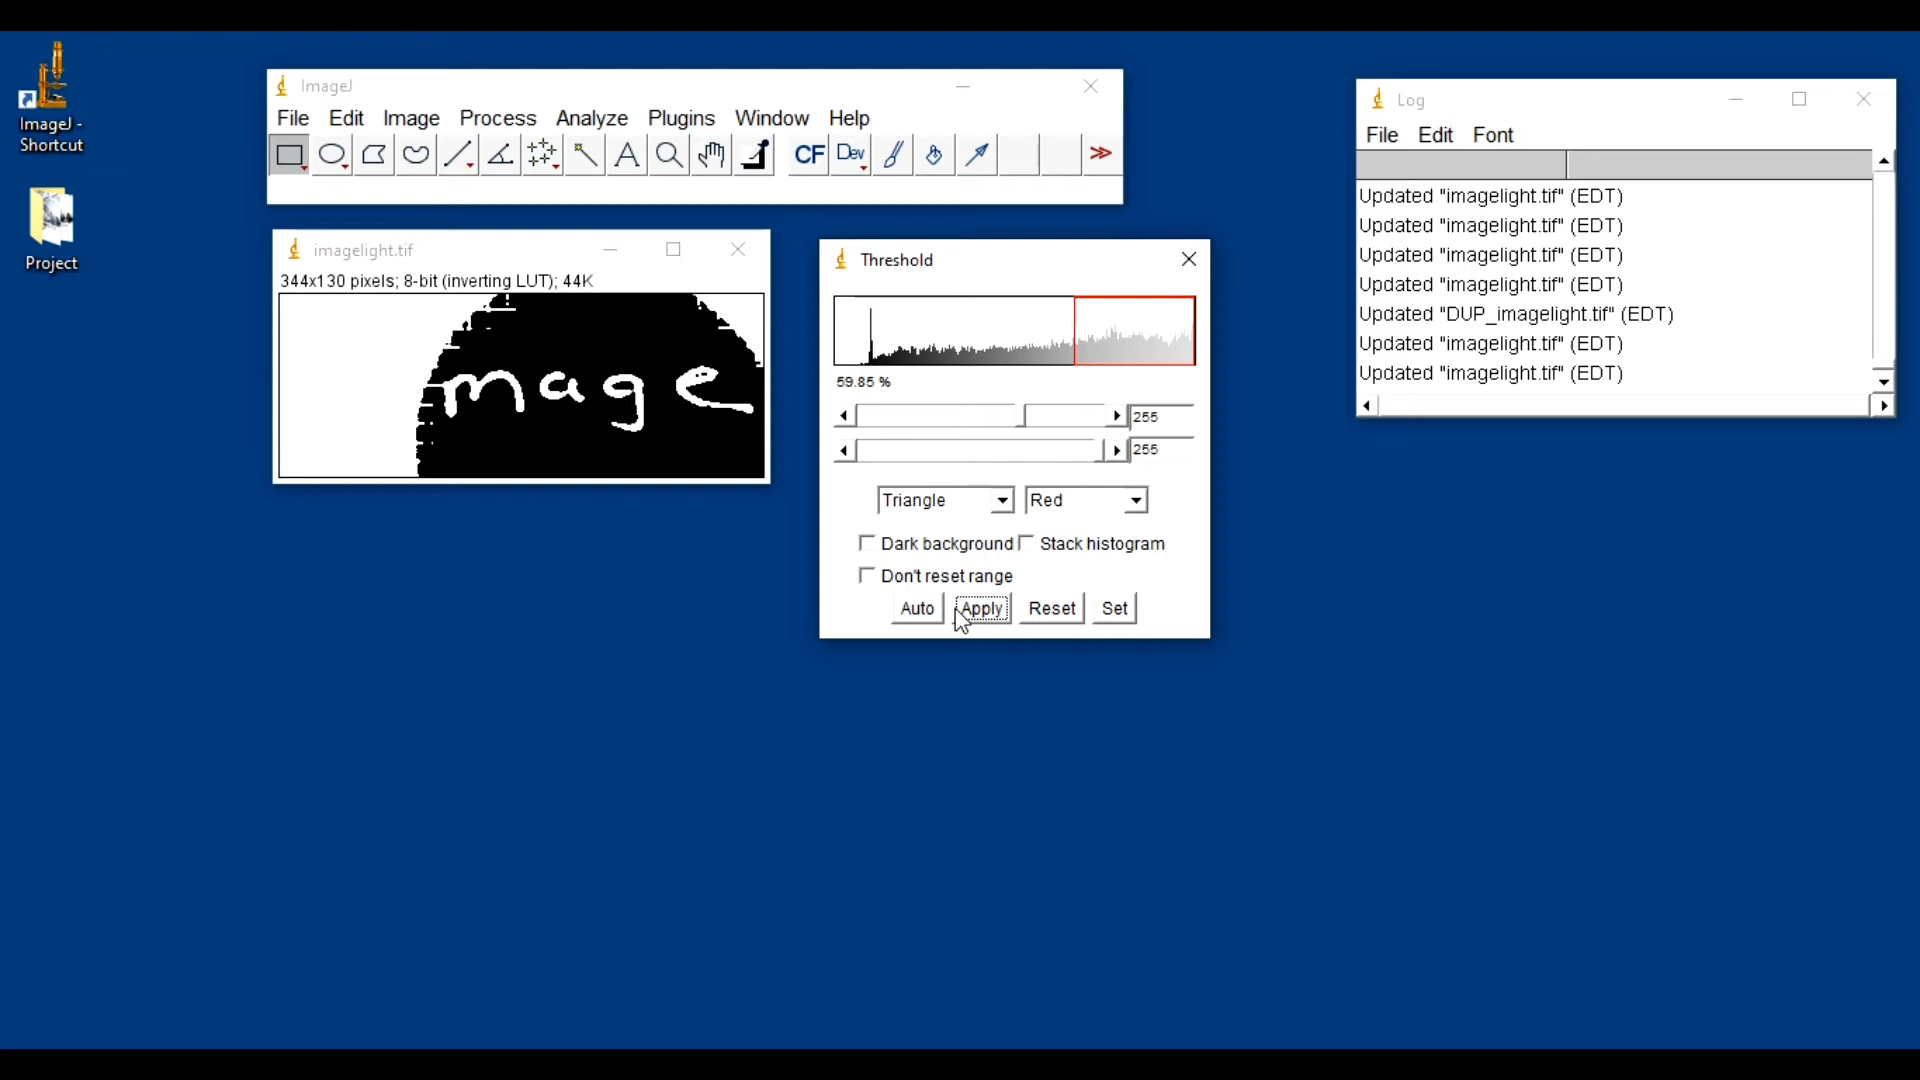 ImageJ -
Shortcut
Project
ImageJ
File Edit Image Process Analyze Plugins Window Help
CF Dev >>
imagelight.tif
344x130 pixels; 8-bit (inverting LUT); 44K
mage
Threshold
59.85 %
255
255
Triangle Red
Dark background Stack histogram
Don't reset range
Auto Apply Reset Set
Log
File Edit Font
Updated "imagelight.tif" (EDT)
Updated "imagelight.tif" (EDT)
Updated "imagelight.tif" (EDT)
Updated "imagelight.tif" (EDT)
Updated "DUP_imagelight.tif" (EDT)
Updated "imagelight.tif" (EDT)
Updated "imagelight.tif" (EDT)